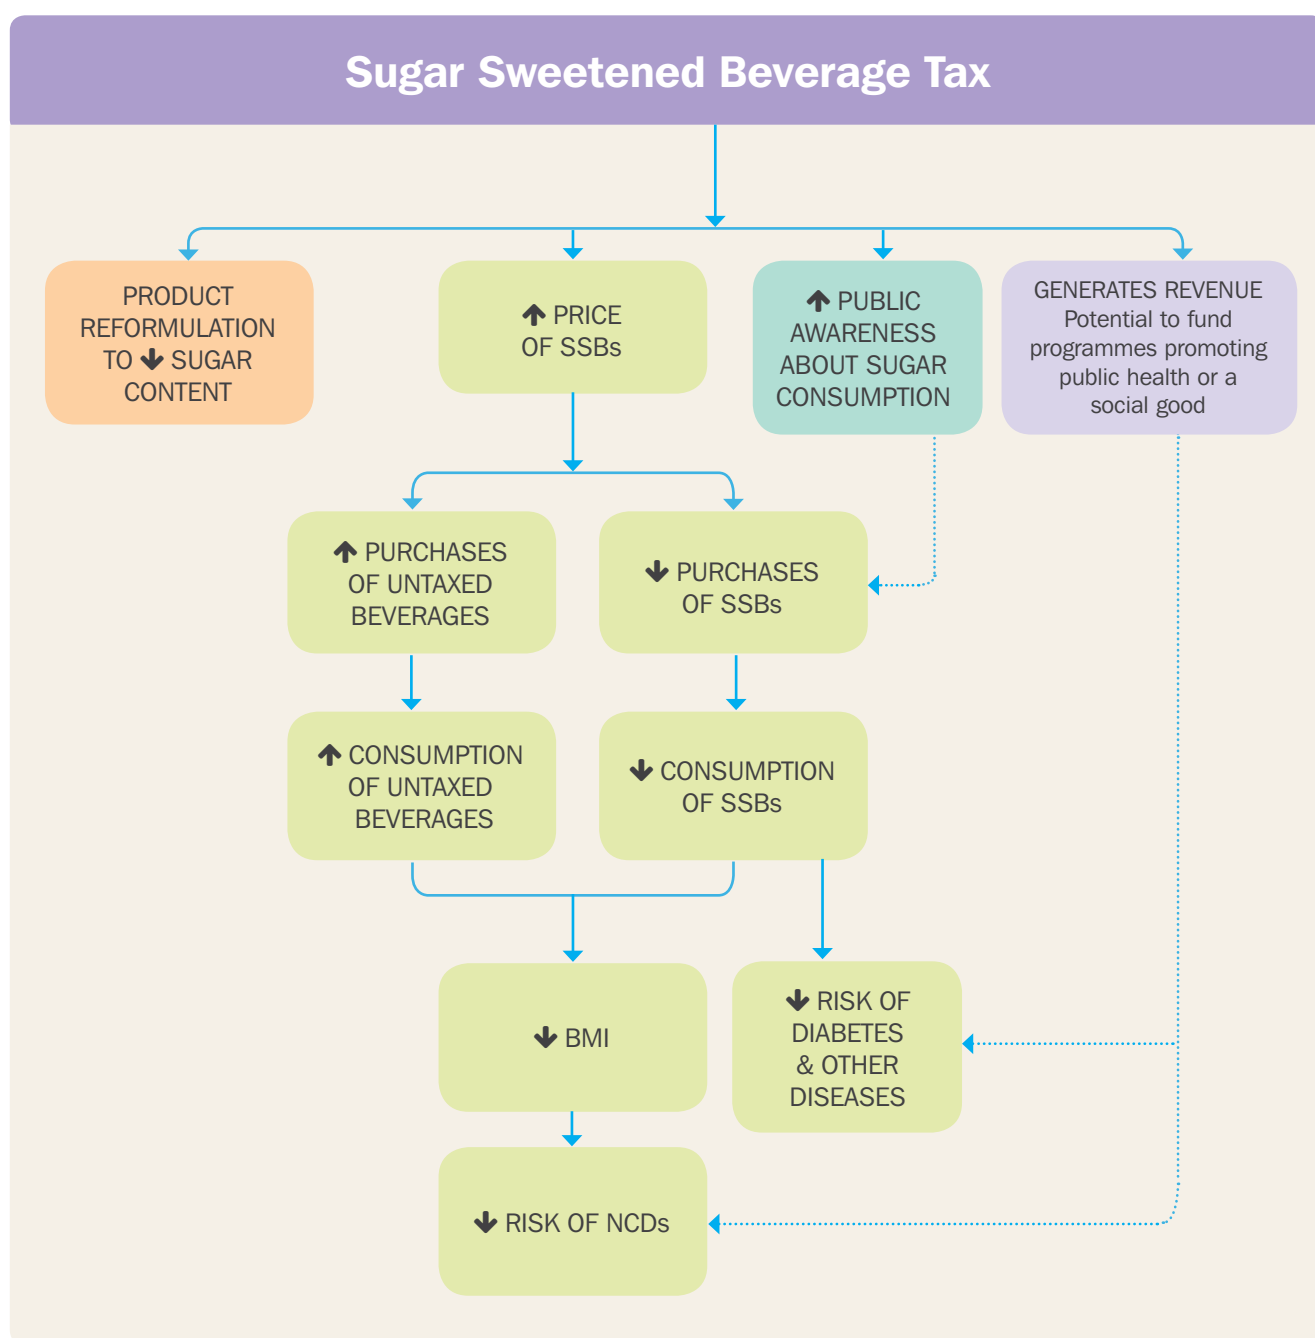 Sugar Sweetened Beverage Tax
PRODUCT
REFORMULATION
TO ↓ SUGAR
CONTENT
↑ PRICE
OF SSBs
↑ PUBLIC
AWARENESS
ABOUT SUGAR
CONSUMPTION
GENERATES REVENUE
Potential to fund
programmes promoting
public health or a
social good
↑ PURCHASES
OF UNTAXED
BEVERAGES
↓ PURCHASES
OF SSBs
↑ CONSUMPTION
OF UNTAXED
BEVERAGES
↓ CONSUMPTION
OF SSBs
↓ BMI
↓ RISK OF
DIABETES
& OTHER
DISEASES
↓ RISK OF NCDs